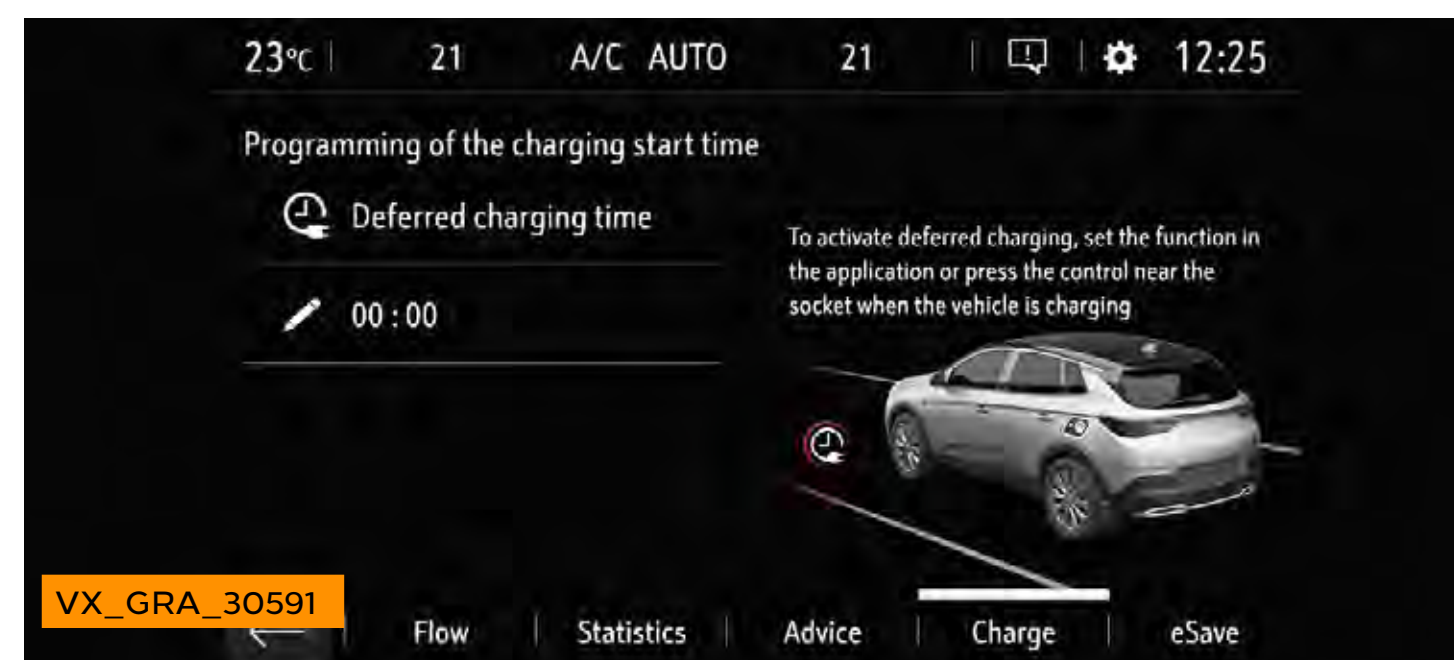 23°C 21 A/C AUTO 21 12:25
Programming of the charging start time
Deferred charging time
00 : 00
To activate deferred charging, set the function in
the application or press the control near the
socket when the vehicle is charging
VX_GRA_30591
Flow Statistics Advice Charge eSave